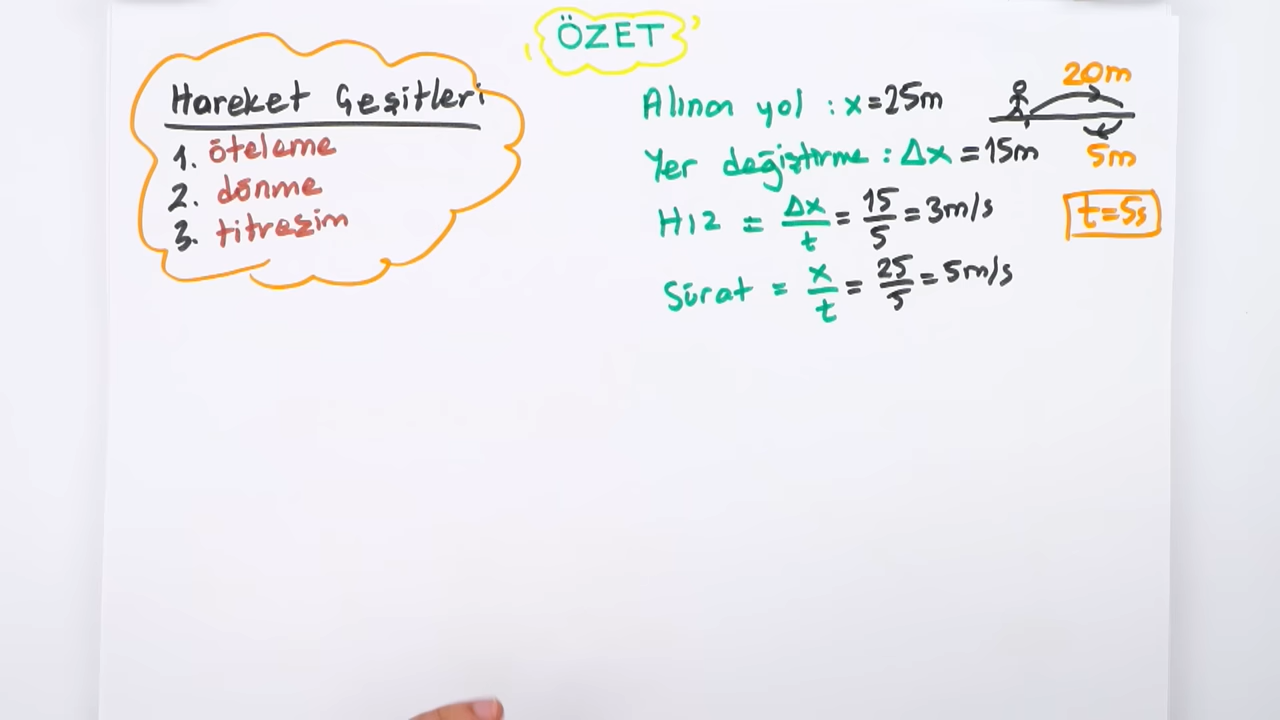 ÖZET
Hareket Çeşitleri
1. öteleme
2. dönme
3. titreşim
Alınan yol : x=25m
Yer değiştirme : Δx =15m
Hız = Δx/t = 15/5 = 3m/s
Sürat = x/t = 25/5 = 5m/s
20m
5m
t=5s